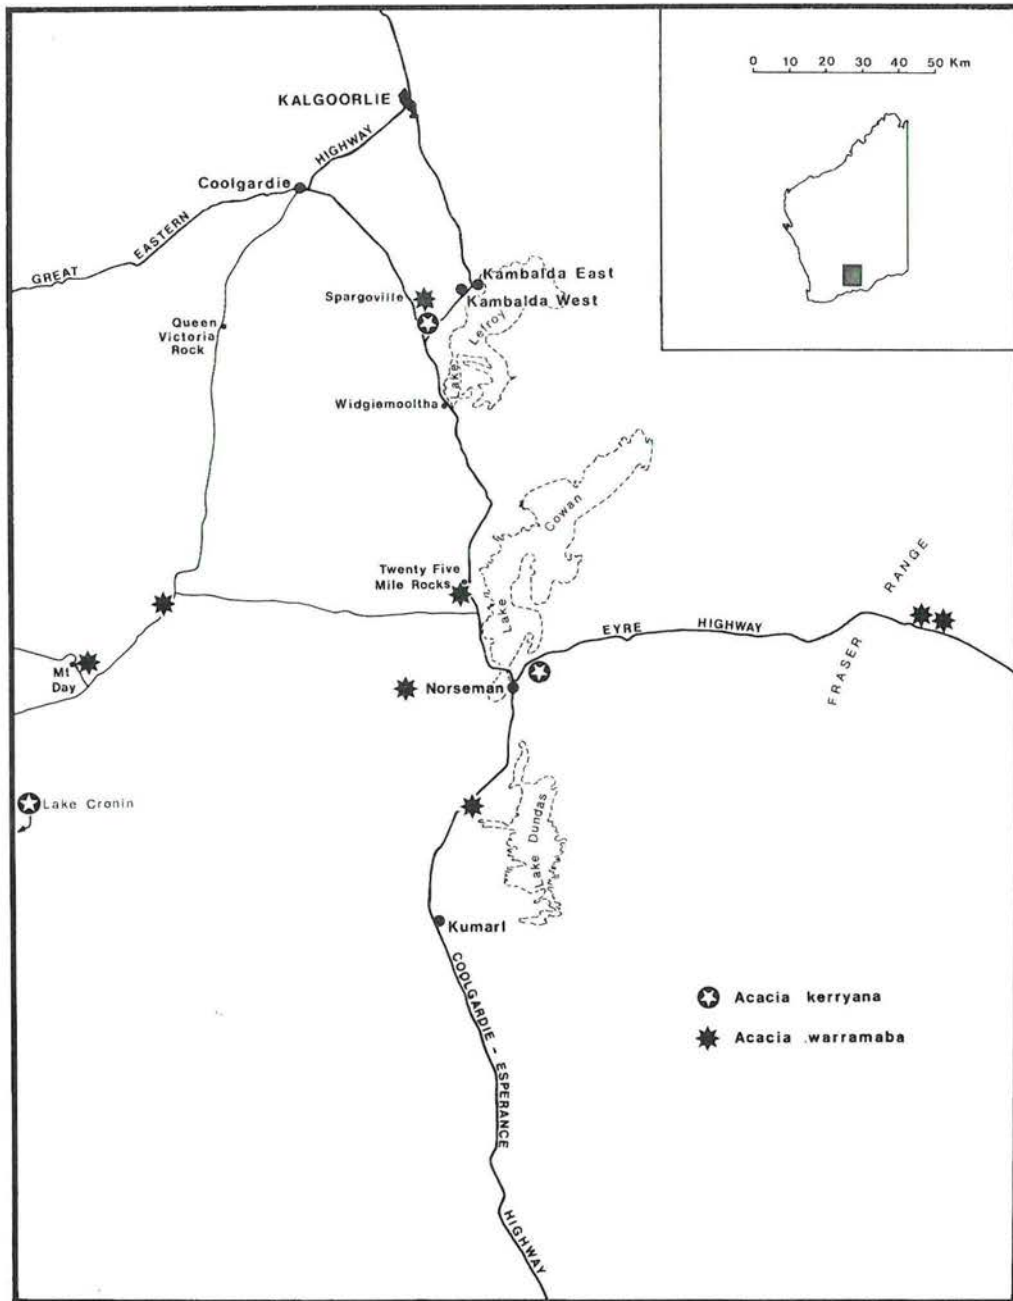 0 10 20 30 40 50 Km
KALGOORLIE
HIGHWAY
Coolgardie
EASTERN
GREAT
Kambalda East
Spargoville
Kambalda West
Queen
Victoria
Rock
Lake
Lefroy
Widgiemooltha
Cowan
Lake
Twenty Five
Mile Rocks
RANGE
FRASER
EYRE
HIGHWAY
Mt
Day
Norseman
Lake Cronin
Lake Dundas
Kumarl
COOLGARDIE - ESPERANCE
HIGHWAY
Acacia kerryana
Acacia .warramaba